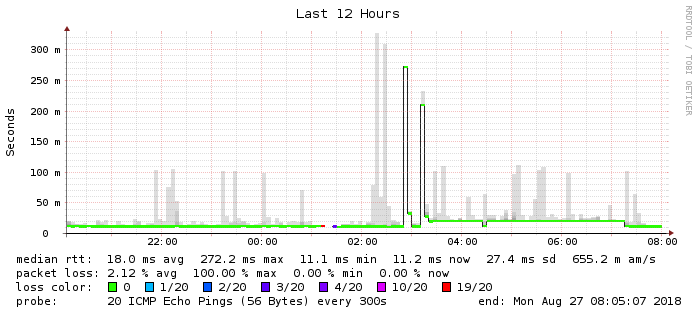 Last 12 Hours
RRDTOOL / TOBI OETIKER
Seconds
300 m
250 m
200 m
150 m
100 m
50 m
0
22:00 00:00 02:00 04:00 06:00 08:00
median rtt: 18.0 ms avg 272.2 ms max 11.1 ms min 11.2 ms now 27.4 ms sd 655.2 m am/s
packet loss: 2.12 % avg 100.00 % max 0.00 % min 0.00 % now
loss color: 0 1/20 2/20 3/20 4/20 10/20 19/20
probe: 20 ICMP Echo Pings (56 Bytes) every 300s end: Mon Aug 27 08:05:07 2018